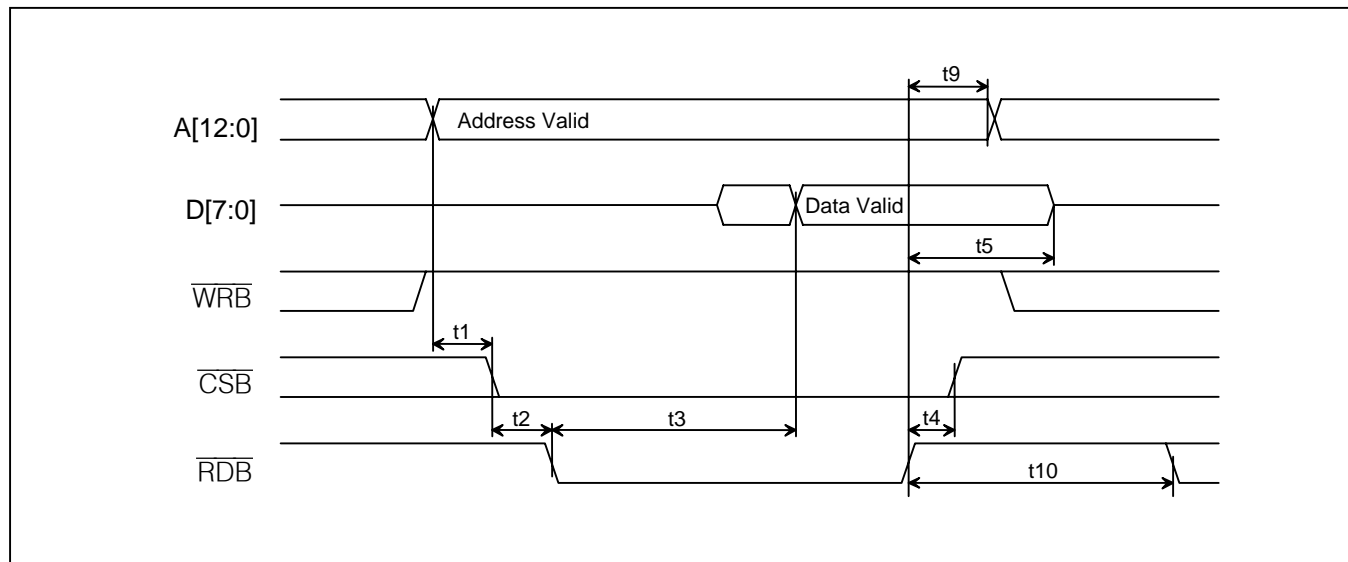 t9
A[12:0]
Address Valid
D[7:0]
Data Valid
t5
WRB
t1
CSB
t2
t3
t4
RDB
t10